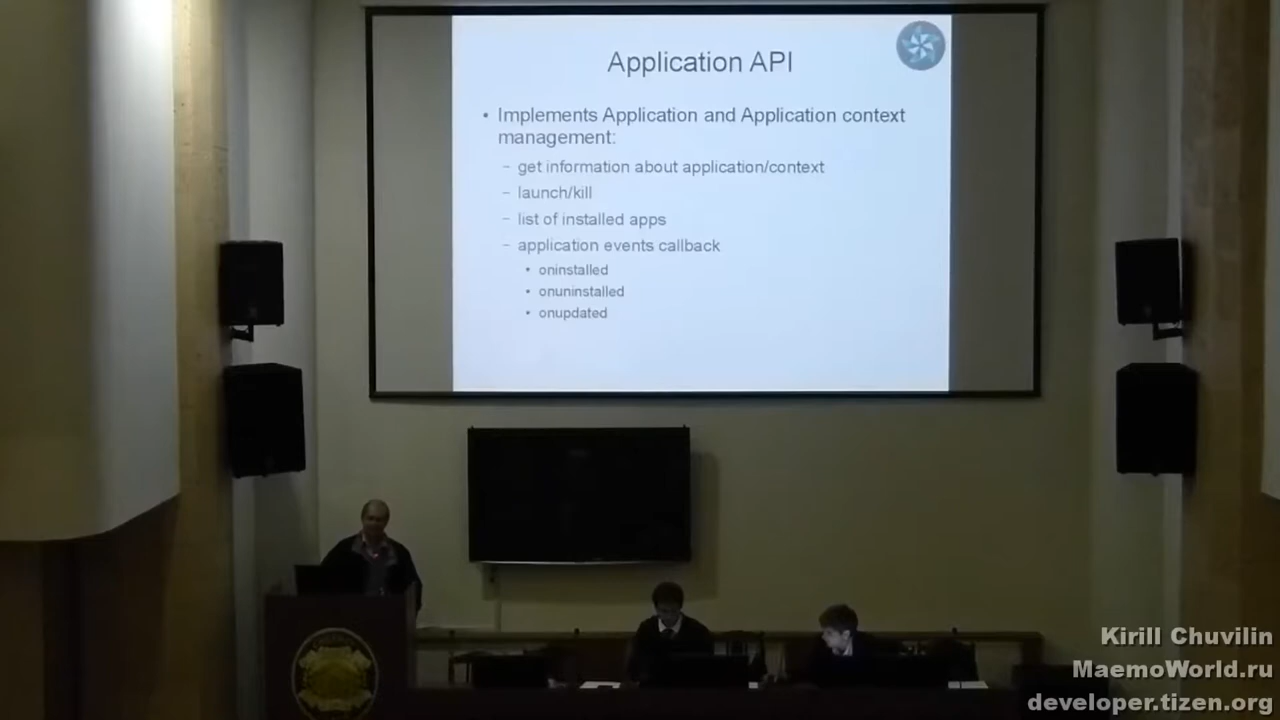 Application API
• Implements Application and Application context
management:
– get information about application/context
– launch/kill
– list of installed apps
– application events callback
• oninstalled
• onuninstalled
• onupdated
Kirill Chuvilin
MaemoWorld.ru
developer.tizen.org